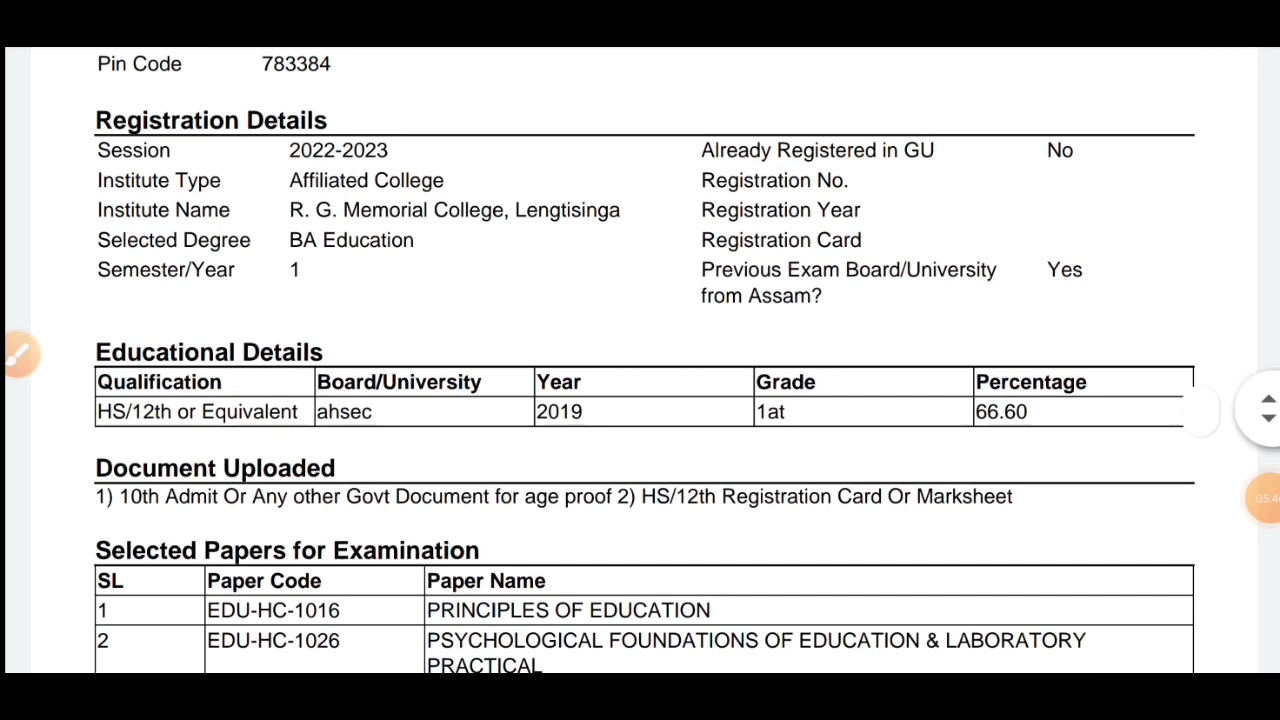 Pin Code 783384
Registration Details
Session 2022-2023 Already Registered in GU No
Institute Type Affiliated College Registration No.
Institute Name R. G. Memorial College, Lengtisinga Registration Year
Selected Degree BA Education Registration Card
Semester/Year 1 Previous Exam Board/University Yes
from Assam?
Educational Details
Qualification Board/University Year Grade Percentage
HS/12th or Equivalent ahsec 2019 1at 66.60
Document Uploaded
1) 10th Admit Or Any other Govt Document for age proof 2) HS/12th Registration Card Or Marksheet
Selected Papers for Examination
SL Paper Code Paper Name
1 EDU-HC-1016 PRINCIPLES OF EDUCATION
2 EDU-HC-1026 PSYCHOLOGICAL FOUNDATIONS OF EDUCATION & LABORATORY
PRACTICAL